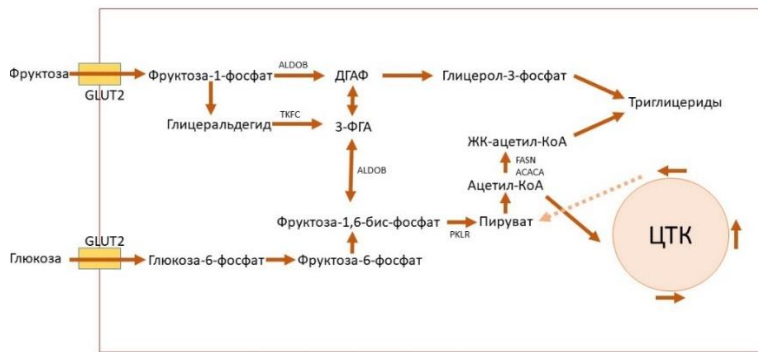 Фруктоза
GLUT2
Фруктоза-1-фосфат
ALDOB
ДГАФ
Глицерол-3-фосфат
Триглицериды
Глицеральдегид
TKFC
3-ФГА
ЖК-ацетил-КоА
FASN
ACACA
ALDOB
Ацетил-КоА
Фруктоза-1,6-бис-фосфат
PKLR
Пируват
ЦТК
GLUT2
Глюкоза
Глюкоза-6-фосфат
Фруктоза-6-фосфат